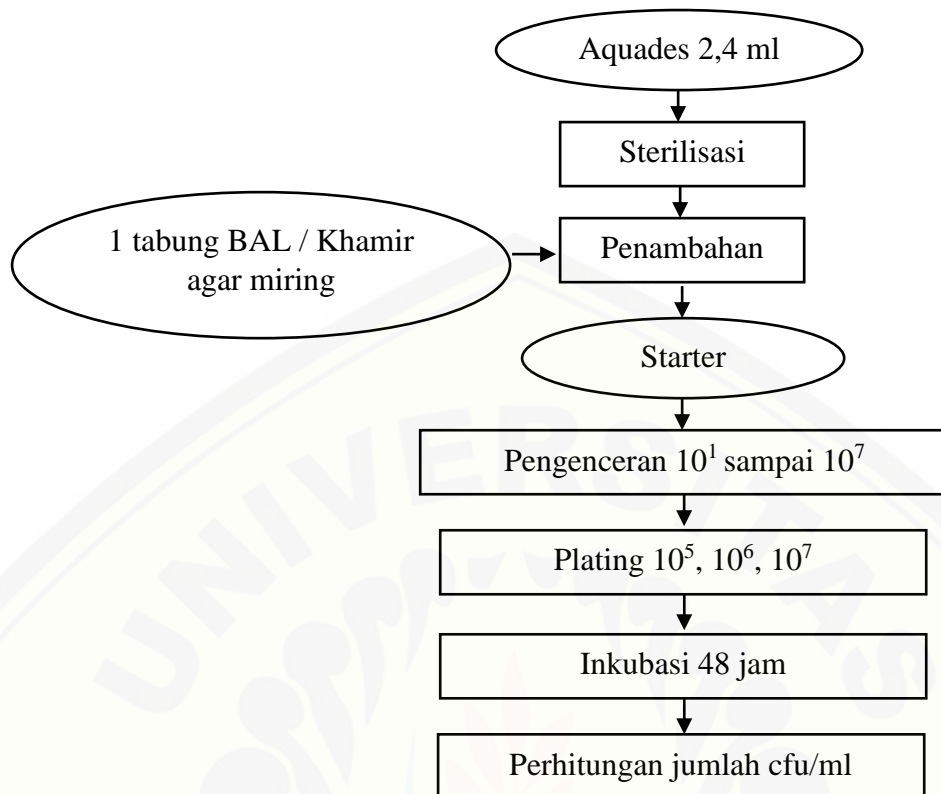 Aquades 2,4 ml
Sterilisasi
1 tabung BAL / Khamir
agar miring
Penambahan
Starter
Pengenceran 10¹ sampai 10⁷
Plating 10⁵, 10⁶, 10⁷
Inkubasi 48 jam
Perhitungan jumlah cfu/ml
UNIVERSITAS